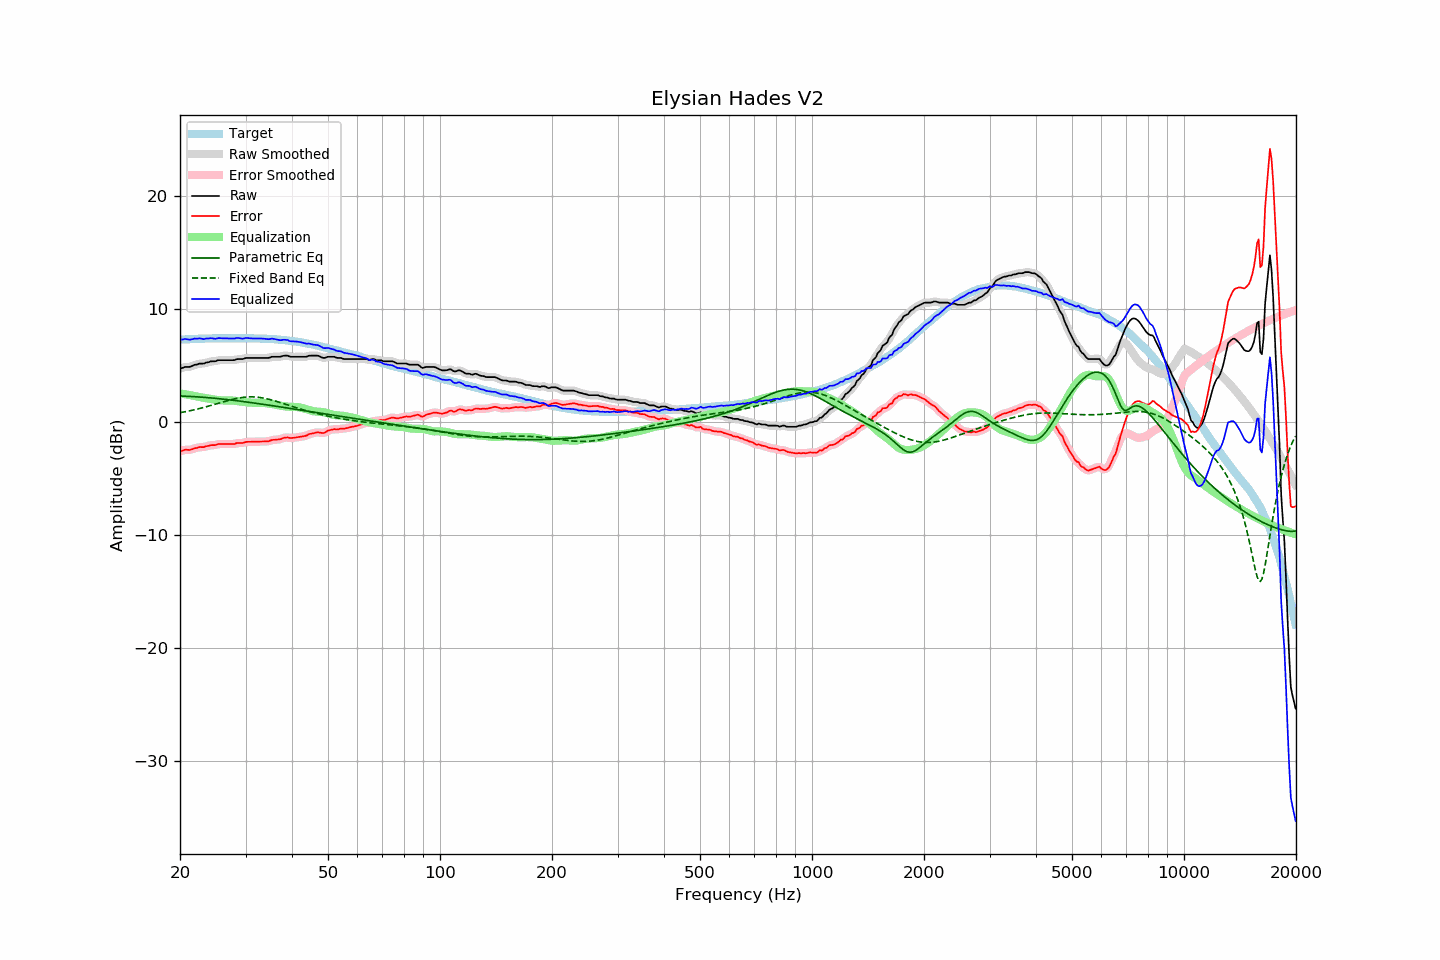 Elysian Hades V2
Target
Raw Smoothed
Error Smoothed
Raw
Error
Equalization
Parametric Eq
Fixed Band Eq
Equalized
20
10
0
−10
−20
−30
Amplitude (dBr)
20 50 100 200 500 1000 2000 5000 10000 20000
Frequency (Hz)